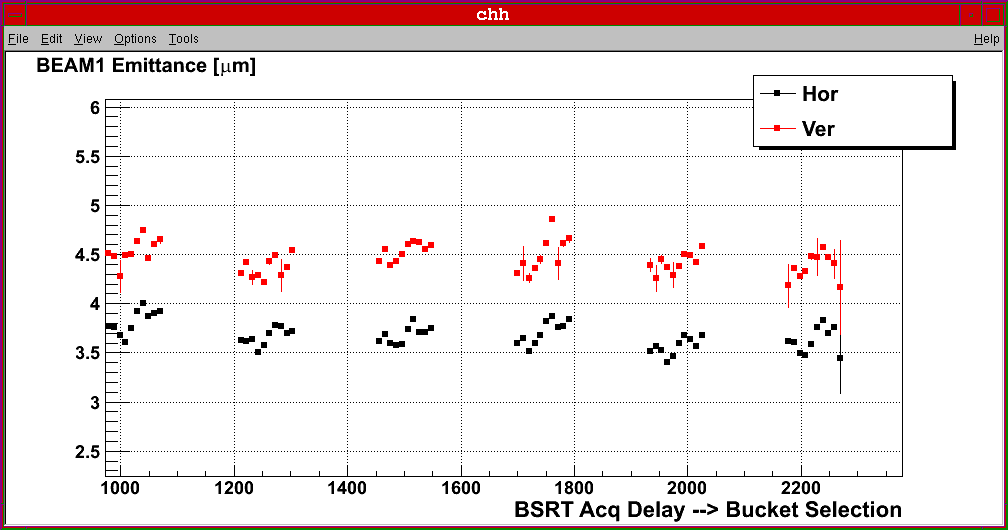 chh
File Edit View Options Tools Help
BEAM1 Emittance [μm]
Hor
Ver
6
5.5
5
4.5
4
3.5
3
2.5
1000 1200 1400 1600 1800 2000 2200
BSRT Acq Delay --> Bucket Selection